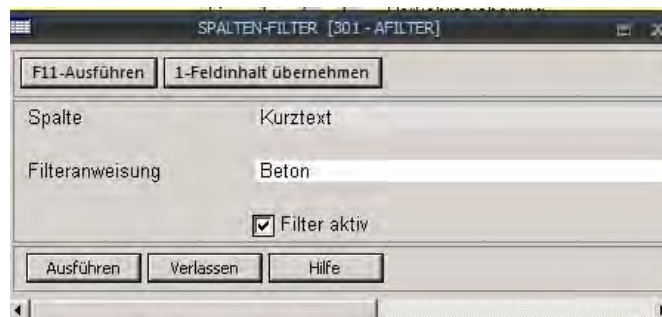 SPALTEN-FILTER [301 - AFILTER]
F11-Ausführen 1-Feldinhalt übernehmen
Spalte Kurztext
Filteranweisung Beton
Filter aktiv
Ausführen Verlassen Hilfe